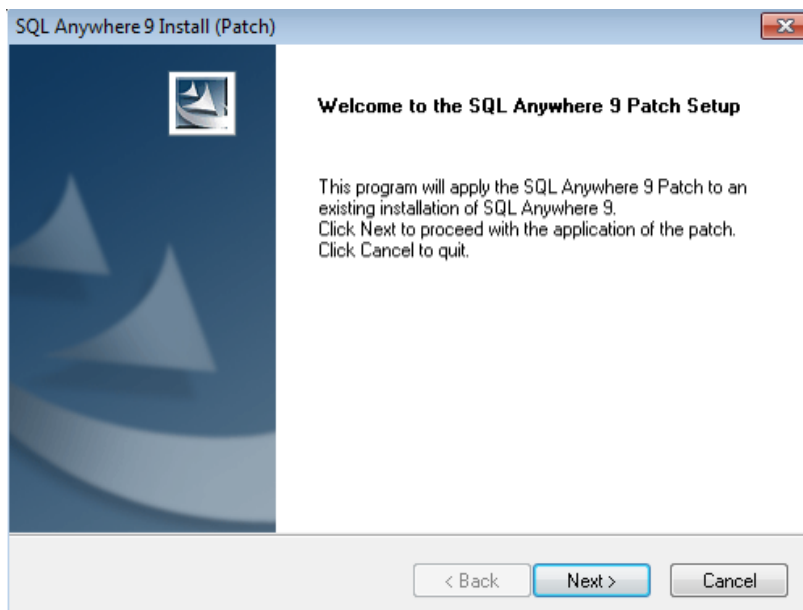 SQL Anywhere 9 Install (Patch)
Welcome to the SQL Anywhere 9 Patch Setup
This program will apply the SQL Anywhere 9 Patch to an
existing installation of SQL Anywhere 9.
Click Next to proceed with the application of the patch.
Click Cancel to quit.
< Back
Next >
Cancel